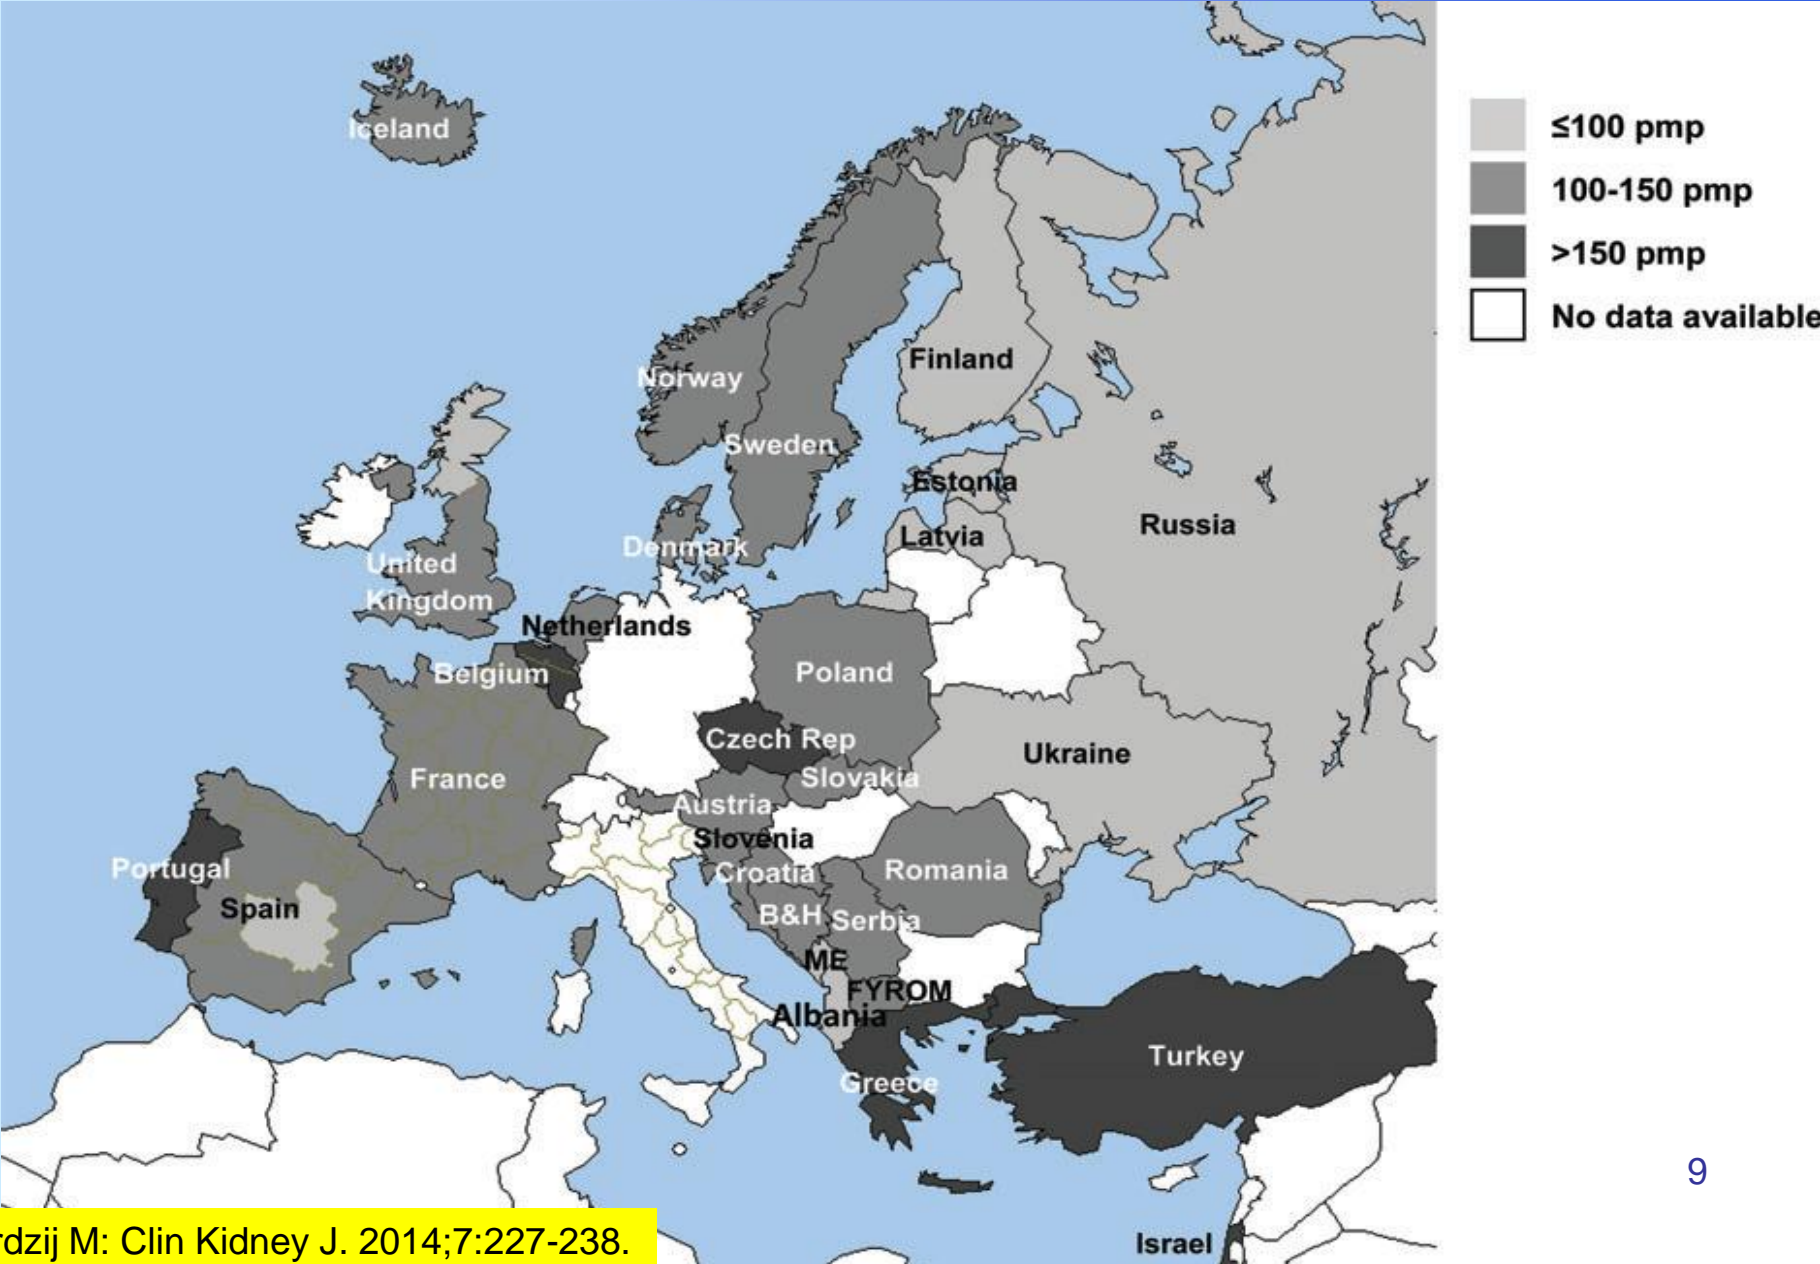 Iceland
≤100 pmp
100-150 pmp
>150 pmp
No data available
Finland
Norway
Sweden
Estonia
Russia
Latvia
Denmark
United
Kingdom
Netherlands
Belgium
Poland
Czech Rep
Ukraine
France
Slovakia
Austria
Slovenia
Portugal
Croatia
Romania
Spain
B&H
Serbia
ME
FYROM
Albania
Turkey
Greece
9
rdzij M: Clin Kidney J. 2014;7:227-238.
Israel